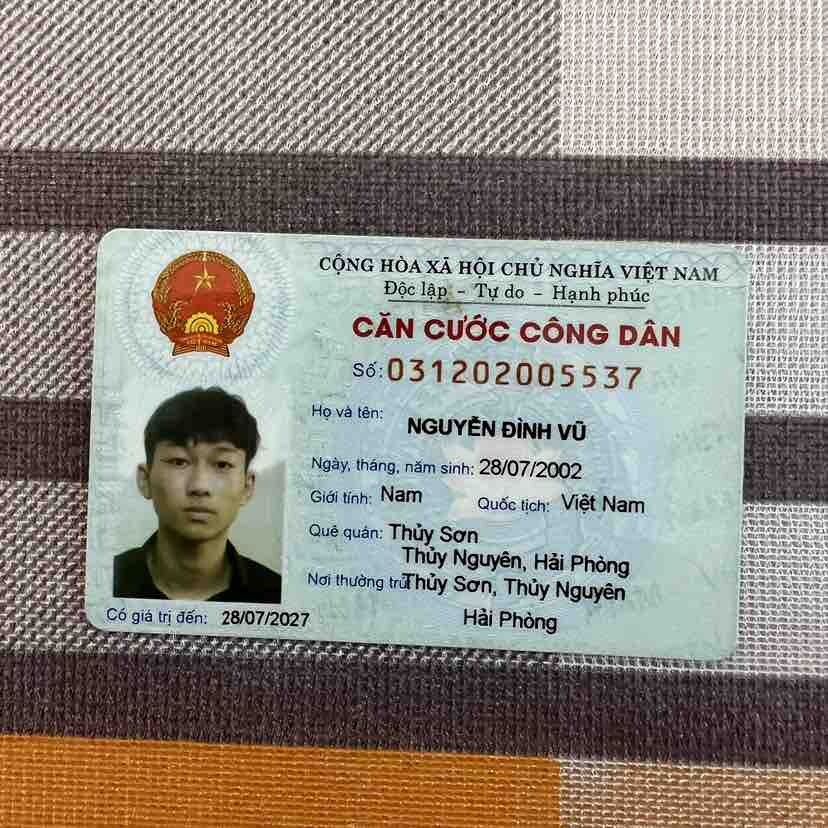 CỘNG HÒA XÃ HỘI CHỦ NGHĨA VIỆT NAM
Độc lập - Tự do - Hạnh phúc
CĂN CƯỚC CÔNG DÂN
Số: 031202005537
Họ và tên: NGUYỄN ĐÌNH VŨ
Ngày, tháng, năm sinh: 28/07/2002
Giới tính: Nam Quốc tịch: Việt Nam
Quê quán: Thủy Sơn
Thủy Nguyên, Hải Phòng
Nơi thường trú: Thủy Sơn, Thủy Nguyên
Hải Phòng
Có giá trị đến: 28/07/2027